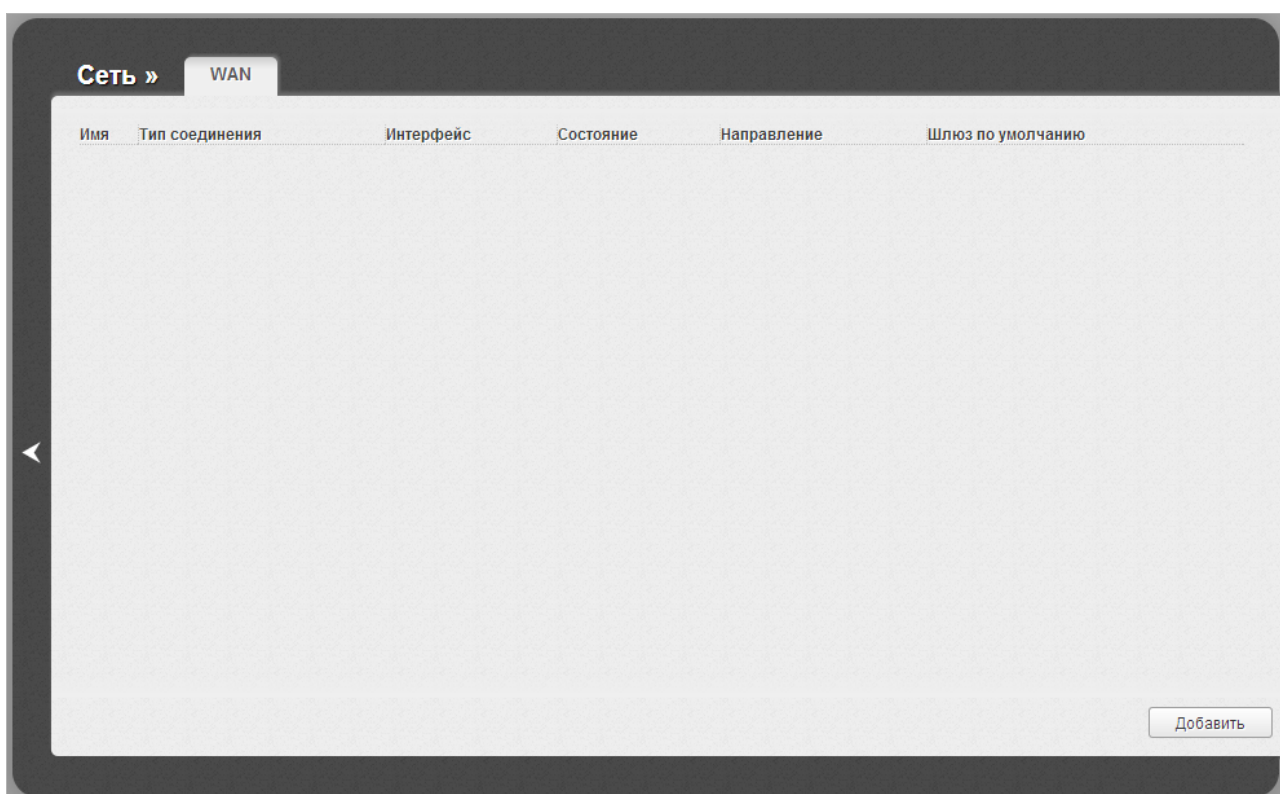 Сеть » WAN
Имя Тип соединения Интерфейс Состояние Направление Шлюз по умолчанию
Добавить